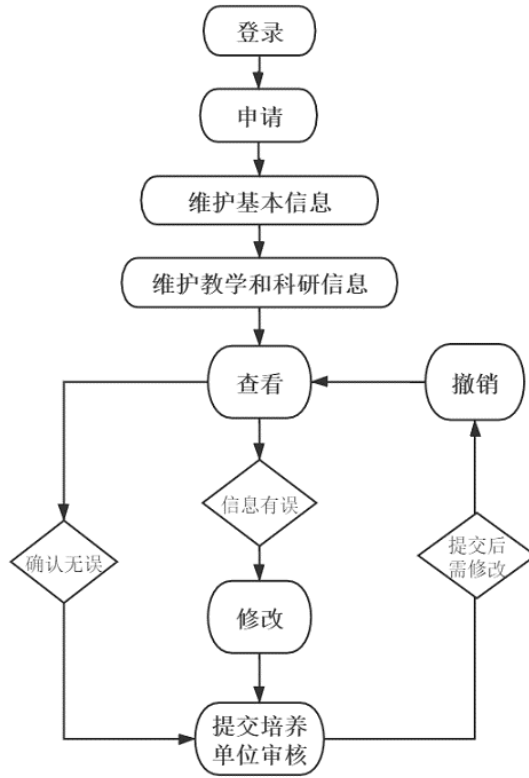 登录
申请
维护基本信息
维护教学和科研信息
查看
撤销
信息有误
确认无误
提交后
需修改
修改
提交培养
单位审核